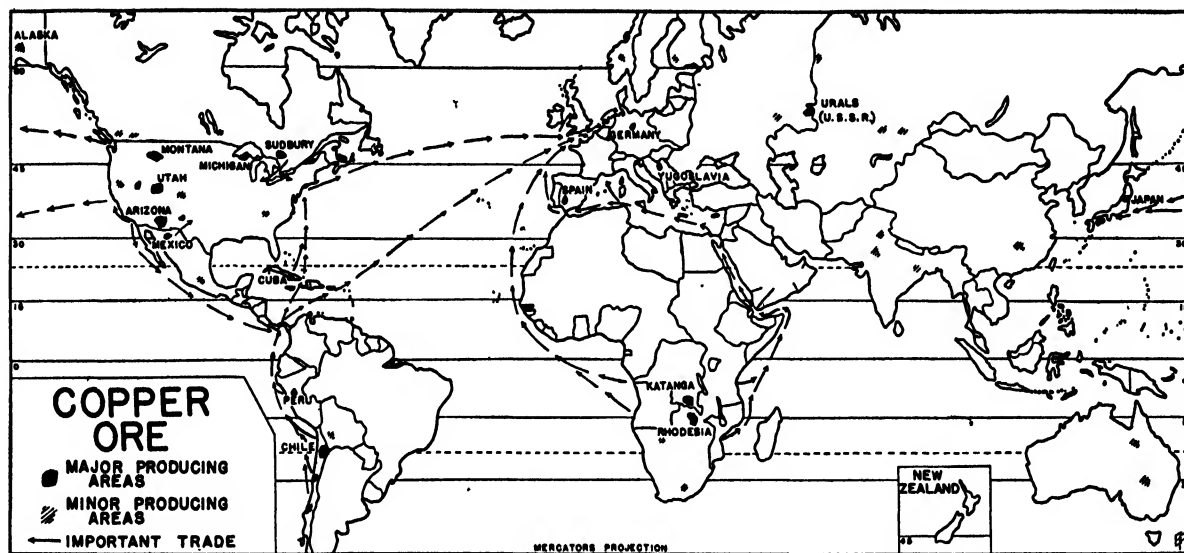 ALASKA
60
MONTANA
SUDBURY
MICHIGAN
45
UTAH
ARIZONA
MEXICO
30
CUBA
15
0
PERU
CHILE
GERMANY
SPAIN
YUGOSLAVIA
URALS
(U.S.S.R.)
JAPAN
30
KATANGA
RHODESIA
COPPER
ORE
MAJOR PRODUCING
AREAS
MINOR PRODUCING
AREAS
IMPORTANT TRADE
MERCATORS PROJECTION
NEW
ZEALAND